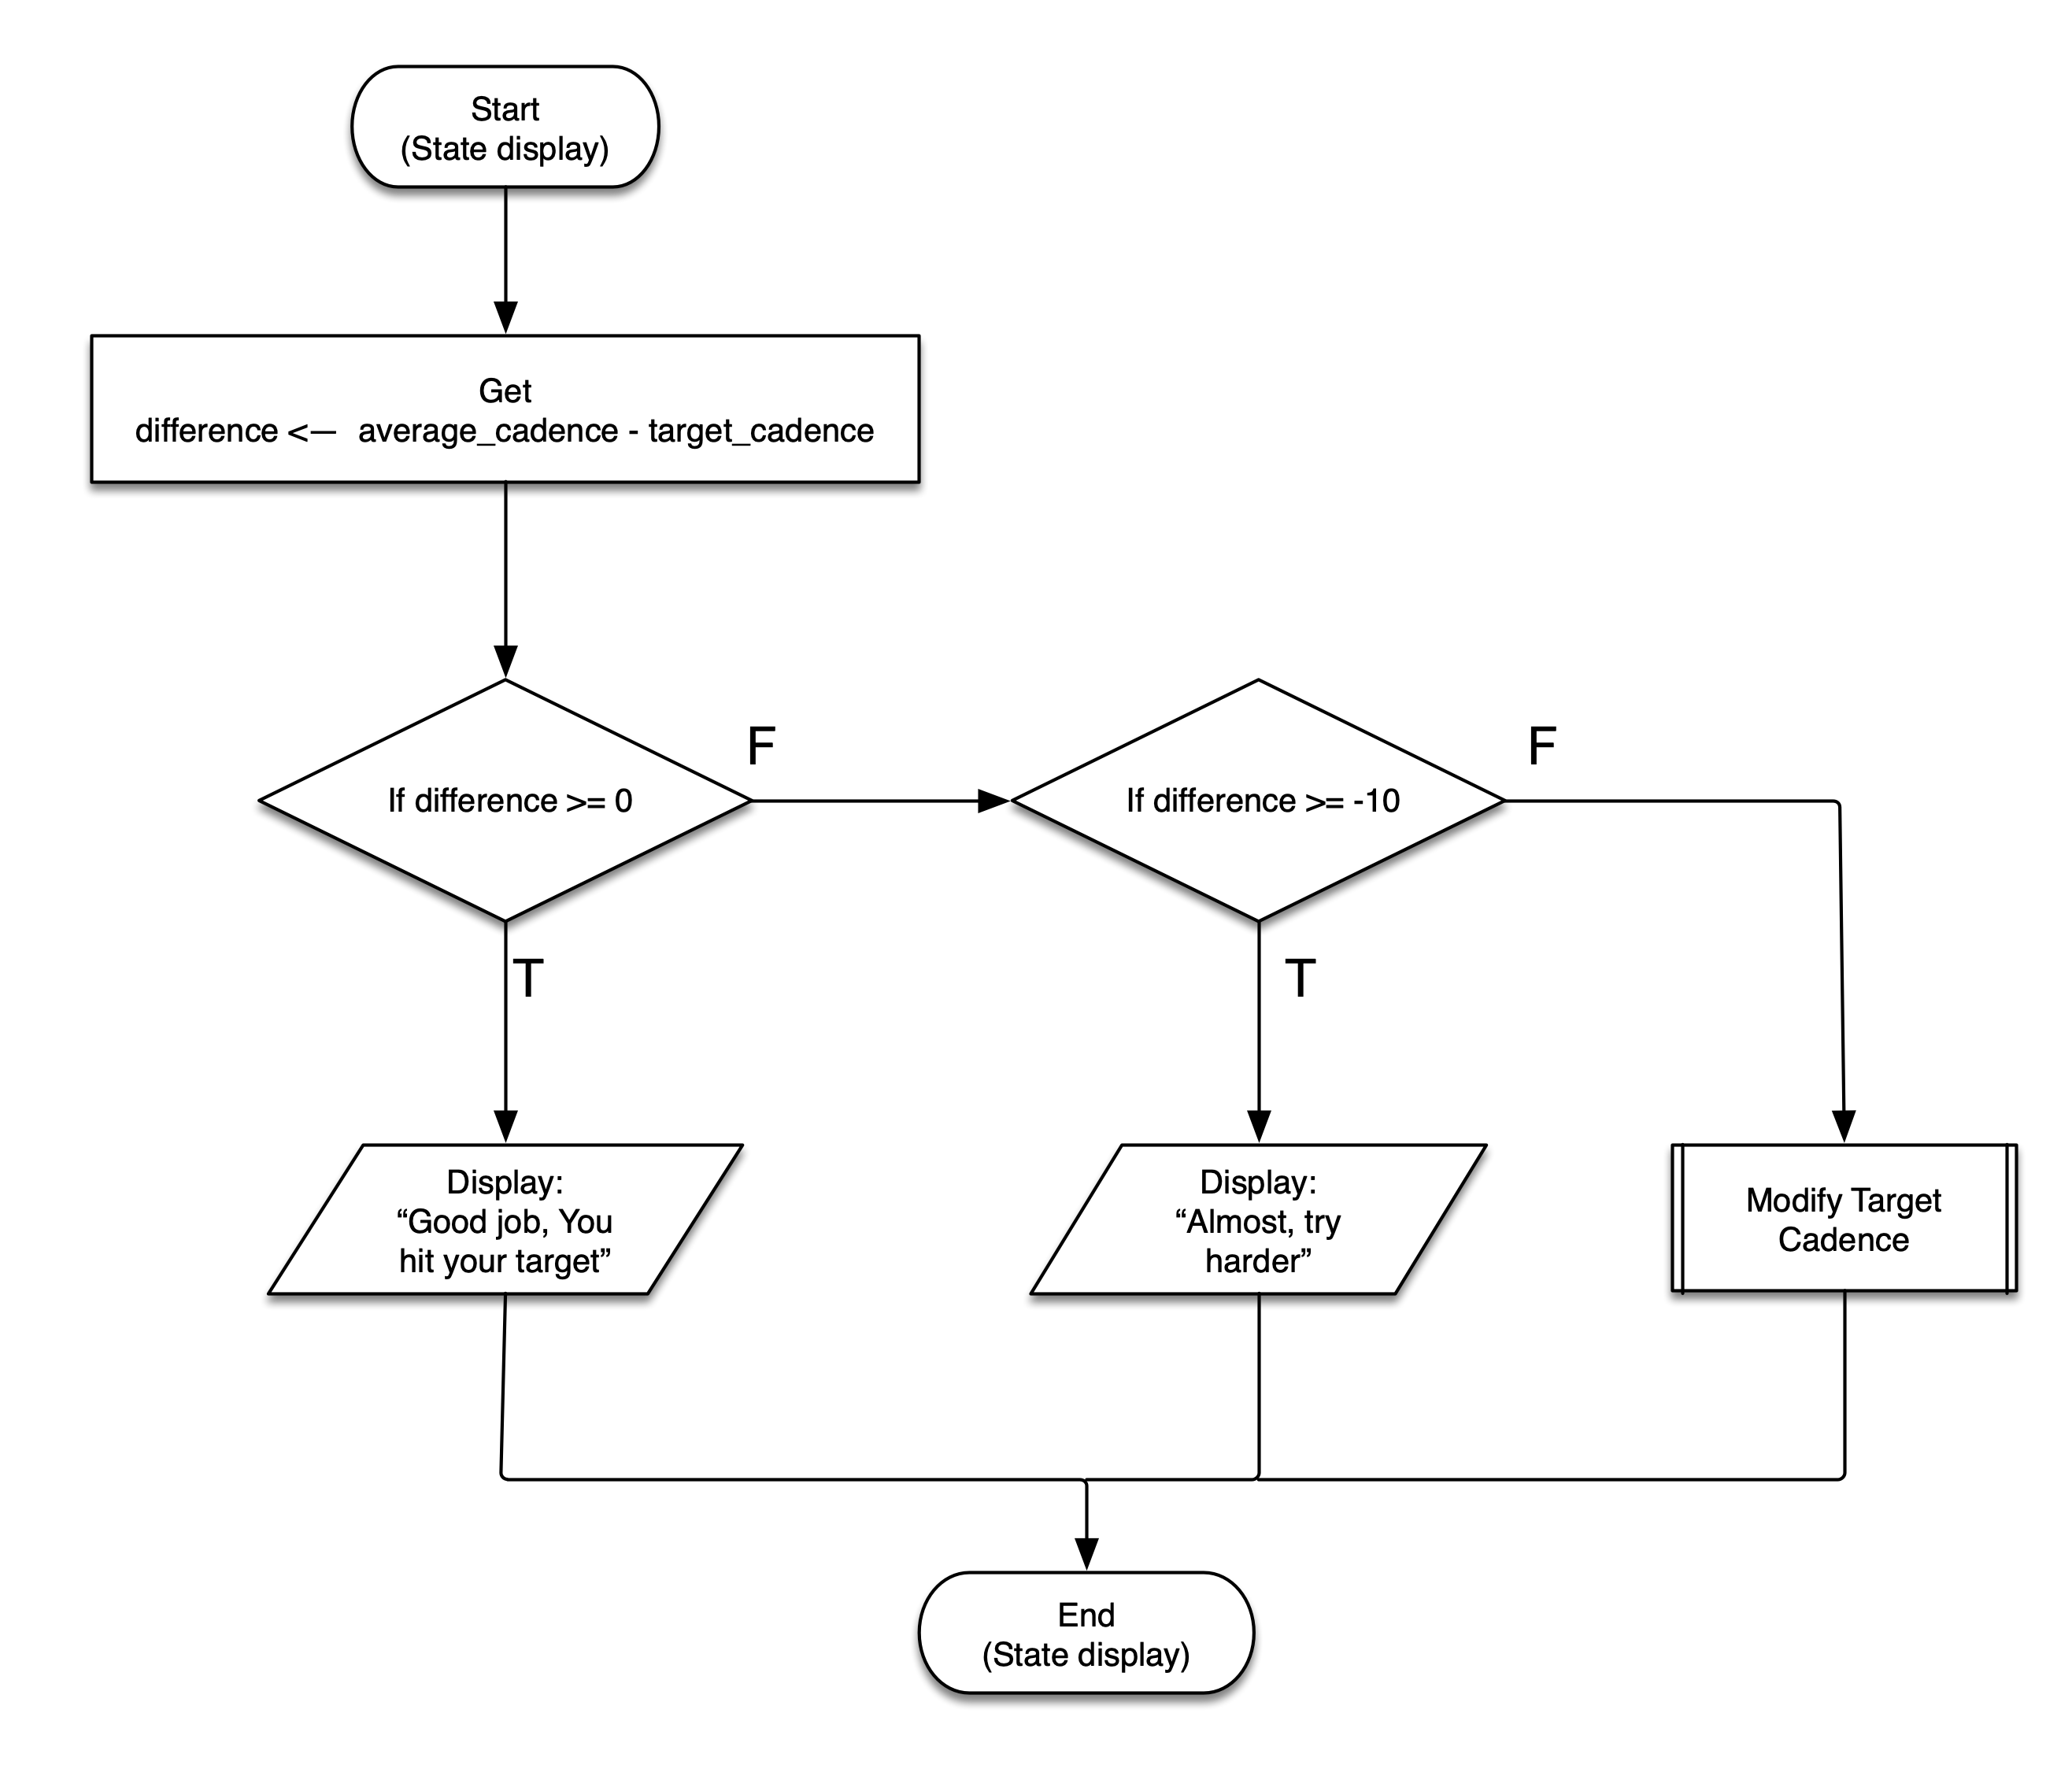 Start
(State display)
Get
difference <— average_cadence - target_cadence
If difference >= 0
F
If difference >= -10
F
T
T
Display:
“Good job, You
hit your target”
Display:
“Almost, try
harder”
Modify Target
Cadence
End
(State display)